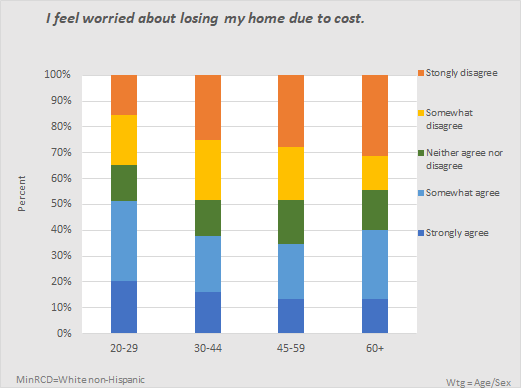 I feel worried about losing my home due to cost.
100%
90%
80%
70%
60%
50%
40%
30%
20%
10%
0%
Percent
20-29
30-44
45-59
60+
Stongly disagree
Somewhat
disagree
Neither agree nor
disagree
Somewhat agree
Strongly agree
MinRCD=White non-Hispanic
Wtg = Age/Sex